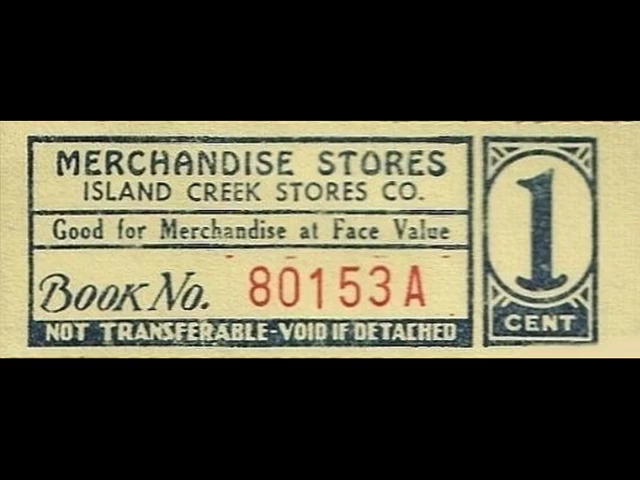 MERCHANDISE STORES
ISLAND CREEK STORES CO.
Good for Merchandise at Face Value
BOOK NO. 80153A
NOT TRANSFERABLE-VOID IF DETACHED
1
CENT